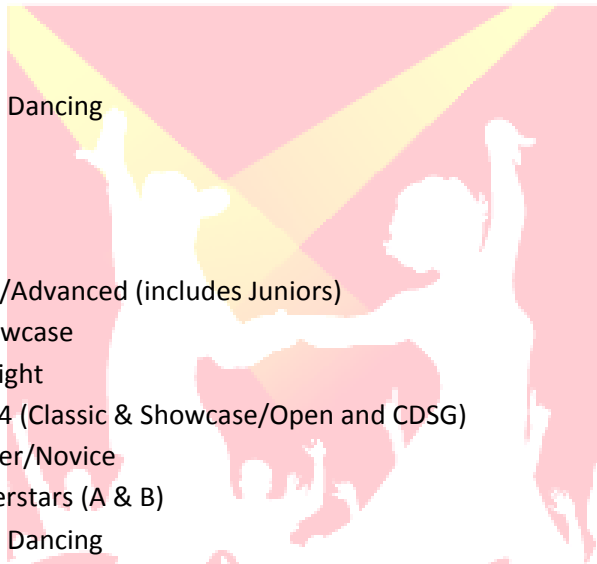 Dancing
/Advanced (includes Juniors)
wcase
ight
4 (Classic & Showcase/Open and CDSG)
er/Novice
erstars (A & B)
Dancing